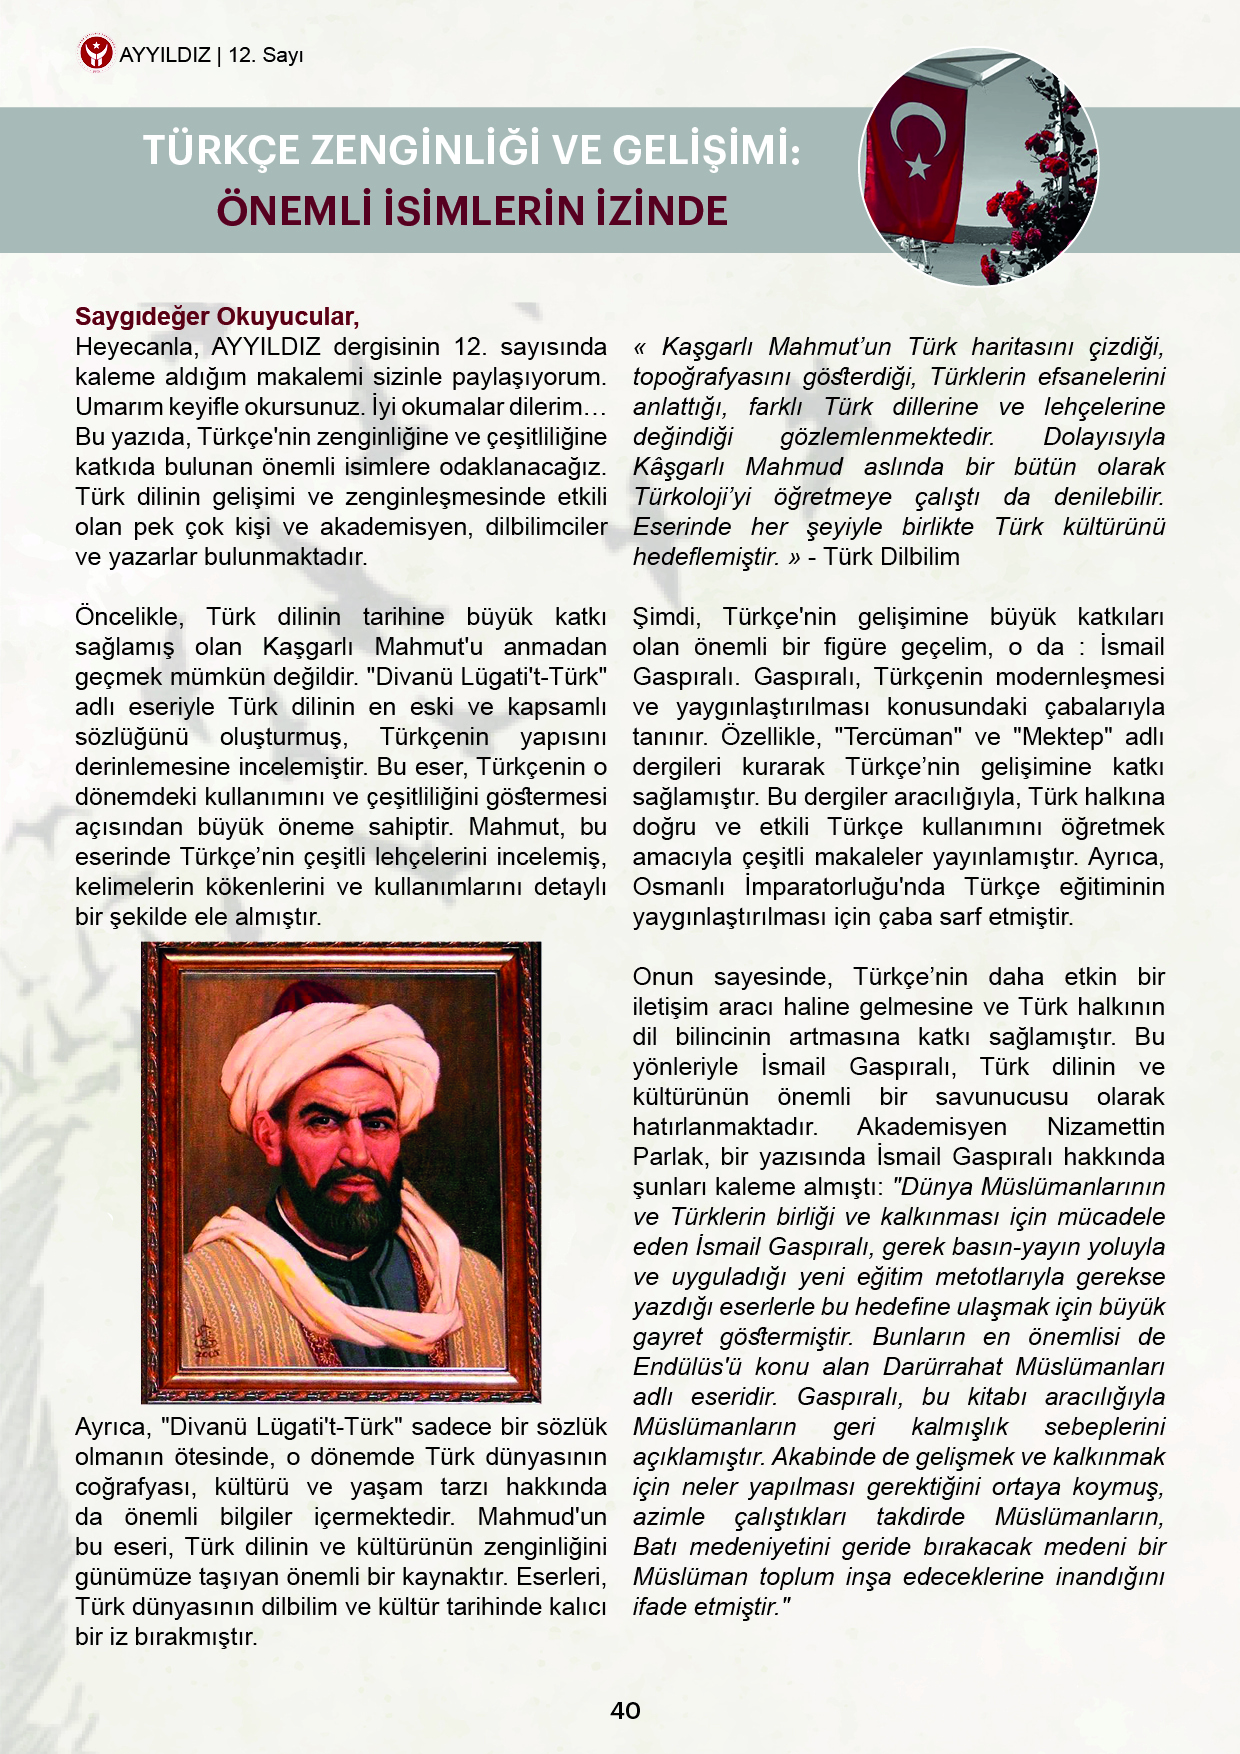 AYYILDIZ | 12. Sayı
TÜRKÇE ZENGİNLİĞİ VE GELİŞİMİ:
ÖNEMLİ İSİMLERİN İZİNDE
Saygıdeğer Okuyucular,
Heyecanla, AYYILDIZ dergisinin 12. sayısında
kaleme aldığım makalemi sizinle paylaşıyorum.
Umarım keyifle okursunuz. İyi okumalar dilerim…
Bu yazıda, Türkçe'nin zenginliğine ve çeşitliliğine
katkıda bulunan önemli isimlere odaklanacağız.
Türk dilinin gelişimi ve zenginleşmesinde etkili
olan pek çok kişi ve akademisyen, dilbilimciler
ve yazarlar bulunmaktadır.
Öncelikle, Türk dilinin tarihine büyük katkı
sağlamış olan Kaşgarlı Mahmut'u anmadan
geçmek mümkün değildir. "Divanü Lügati't-Türk"
adlı eseriyle Türk dilinin en eski ve kapsamlı
sözlüğünü oluşturmuş, Türkçenin yapısını
derinlemesine incelemiştir. Bu eser, Türkçenin o
dönemdeki kullanımını ve çeşitliliğini göstermesi
açısından büyük öneme sahiptir. Mahmut, bu
eserinde Türkçe’nin çeşitli lehçelerini incelemiş,
kelimelerin kökenlerini ve kullanımlarını detaylı
bir şekilde ele almıştır.
2005
Ayrıca, "Divanü Lügati't-Türk" sadece bir sözlük
olmanın ötesinde, o dönemde Türk dünyasının
coğrafyası, kültürü ve yaşam tarzı hakkında
da önemli bilgiler içermektedir. Mahmud'un
bu eseri, Türk dilinin ve kültürünün zenginliğini
günümüze taşıyan önemli bir kaynaktır. Eserleri,
Türk dünyasının dilbilim ve kültür tarihinde kalıcı
bir iz bırakmıştır.
« Kaşgarlı Mahmut’un Türk haritasını çizdiği,
topoğrafyasını gösterdiği, Türklerin efsanelerini
anlattığı, farklı Türk dillerine ve lehçelerine
değindiği gözlemlenmektedir. Dolayısıyla
Kâşgarlı Mahmud aslında bir bütün olarak
Türkoloji’yi öğretmeye çalıştı da denilebilir.
Eserinde her şeyiyle birlikte Türk kültürünü
hedeflemiştir. » - Türk Dilbilim
Şimdi, Türkçe'nin gelişimine büyük katkıları
olan önemli bir figüre geçelim, o da : İsmail
Gaspıralı. Gaspıralı, Türkçenin modernleşmesi
ve yaygınlaştırılması konusundaki çabalarıyla
tanınır. Özellikle, "Tercüman" ve "Mektep" adlı
dergileri kurarak Türkçe’nin gelişimine katkı
sağlamıştır. Bu dergiler aracılığıyla, Türk halkına
doğru ve etkili Türkçe kullanımını öğretmek
amacıyla çeşitli makaleler yayınlamıştır. Ayrıca,
Osmanlı İmparatorluğu'nda Türkçe eğitiminin
yaygınlaştırılması için çaba sarf etmiştir.
Onun sayesinde, Türkçe’nin daha etkin bir
iletişim aracı haline gelmesine ve Türk halkının
dil bilincinin artmasına katkı sağlamıştır. Bu
yönleriyle İsmail Gaspıralı, Türk dilinin ve
kültürünün önemli bir savunucusu olarak
hatırlanmaktadır. Akademisyen Nizamettin
Parlak, bir yazısında İsmail Gaspıralı hakkında
şunları kaleme almıştı: "Dünya Müslümanlarının
ve Türklerin birliği ve kalkınması için mücadele
eden İsmail Gaspıralı, gerek basın-yayın yoluyla
ve uyguladığı yeni eğitim metotlarıyla gerekse
yazdığı eserlerle bu hedefine ulaşmak için büyük
gayret göstermiştir. Bunların en önemlisi de
Endülüs'ü konu alan Darürrahat Müslümanları
adlı eseridir. Gaspıralı, bu kitabı aracılığıyla
Müslümanların geri kalmışlık sebeplerini
açıklamıştır. Akabinde de gelişmek ve kalkınmak
için neler yapılması gerektiğini ortaya koymuş,
azimle çalıştıkları takdirde Müslümanların,
Batı medeniyetini geride bırakacak medeni bir
Müslüman toplum inşa edeceklerine inandığını
ifade etmiştir."
40